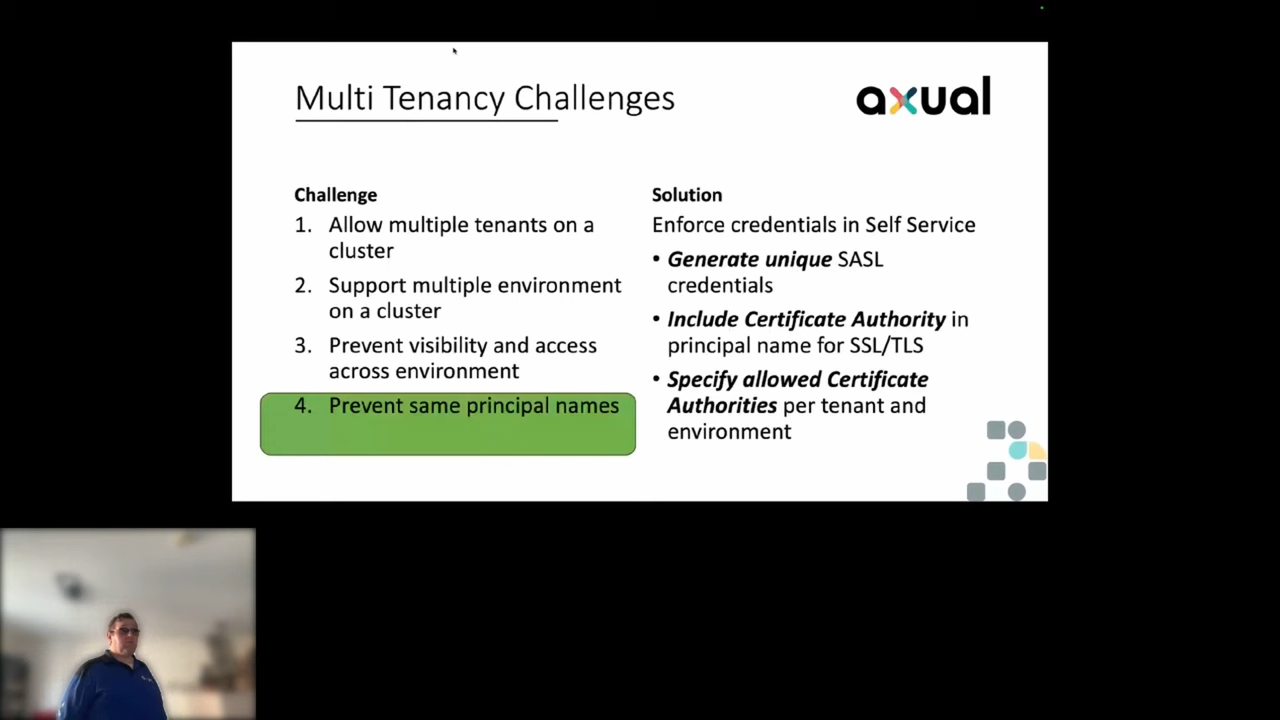 Multi Tenancy Challenges
axual
Challenge
1. Allow multiple tenants on a
cluster
2. Support multiple environment
on a cluster
3. Prevent visibility and access
across environment
4. Prevent same principal names
Solution
Enforce credentials in Self Service
• Generate unique SASL
credentials
• Include Certificate Authority in
principal name for SSL/TLS
• Specify allowed Certificate
Authorities per tenant and
environment